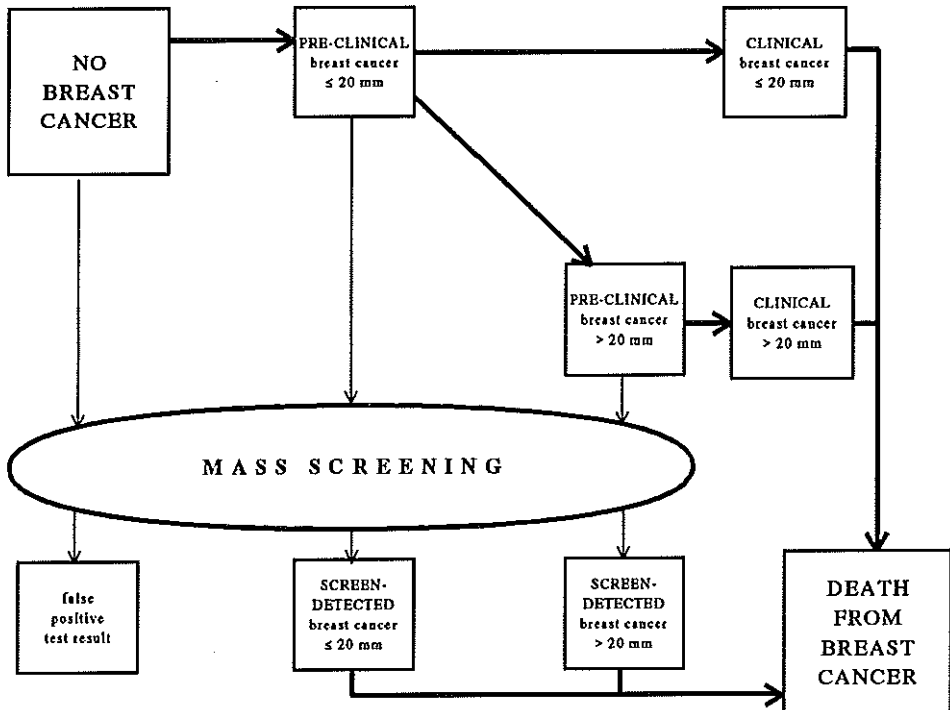 NO
BREAST
CANCER
PRE-CLINICAL
breast cancer
≤ 20 mm
CLINICAL
breast cancer
≤ 20 mm
PRE-CLINICAL
breast cancer
> 20 mm
CLINICAL
breast cancer
> 20 mm
MASS SCREENING
false
positive
test result
SCREEN-
DETECTED
breast cancer
≤ 20 mm
SCREEN-
DETECTED
breast cancer
> 20 mm
DEATH
FROM
BREAST
CANCER